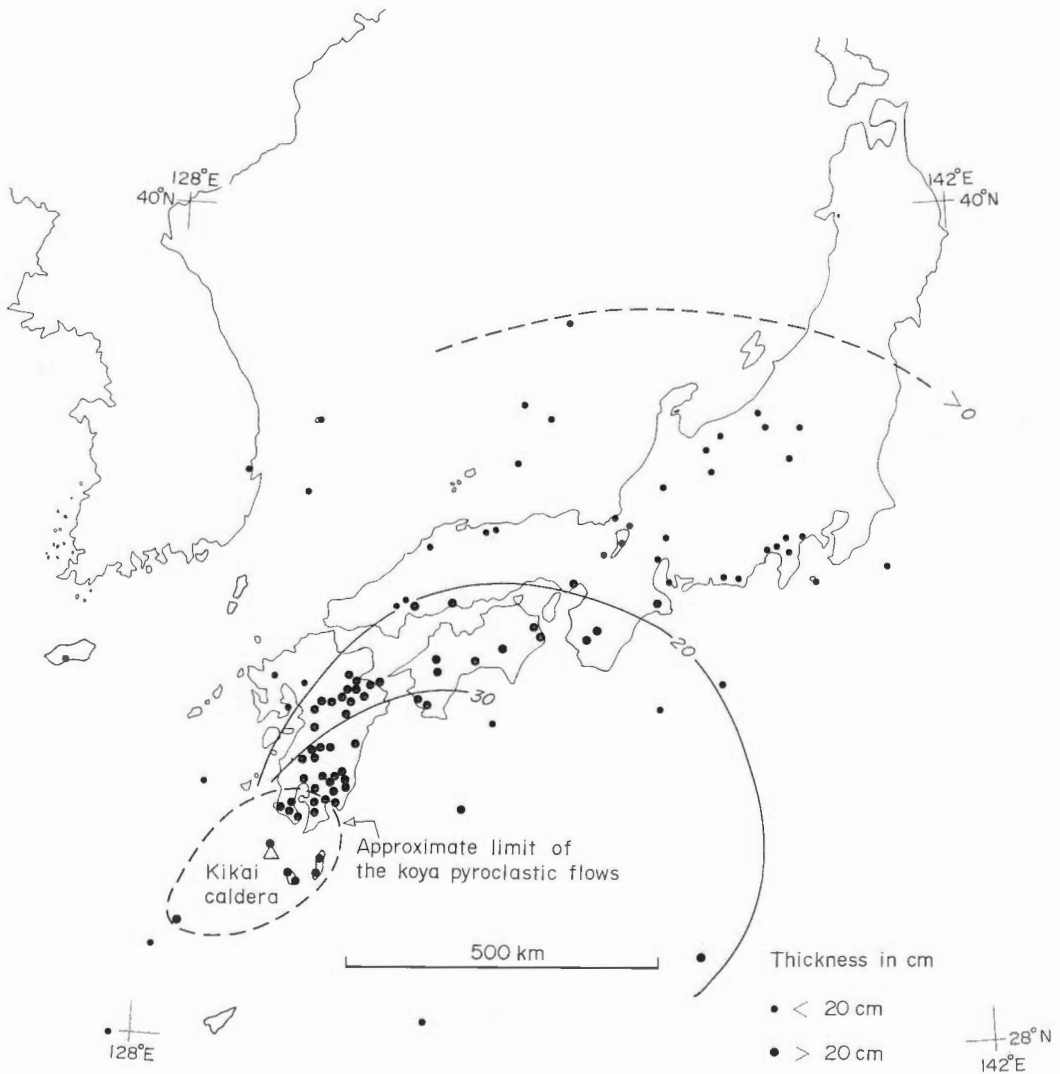 128°E
40°N
142°E
40°N
>0
20
30
Approximate limit of
the koya pyroclastic flows
Kikai
caldera
500 km
Thickness in cm
< 20 cm
> 20 cm
128°E
28°N
142°E